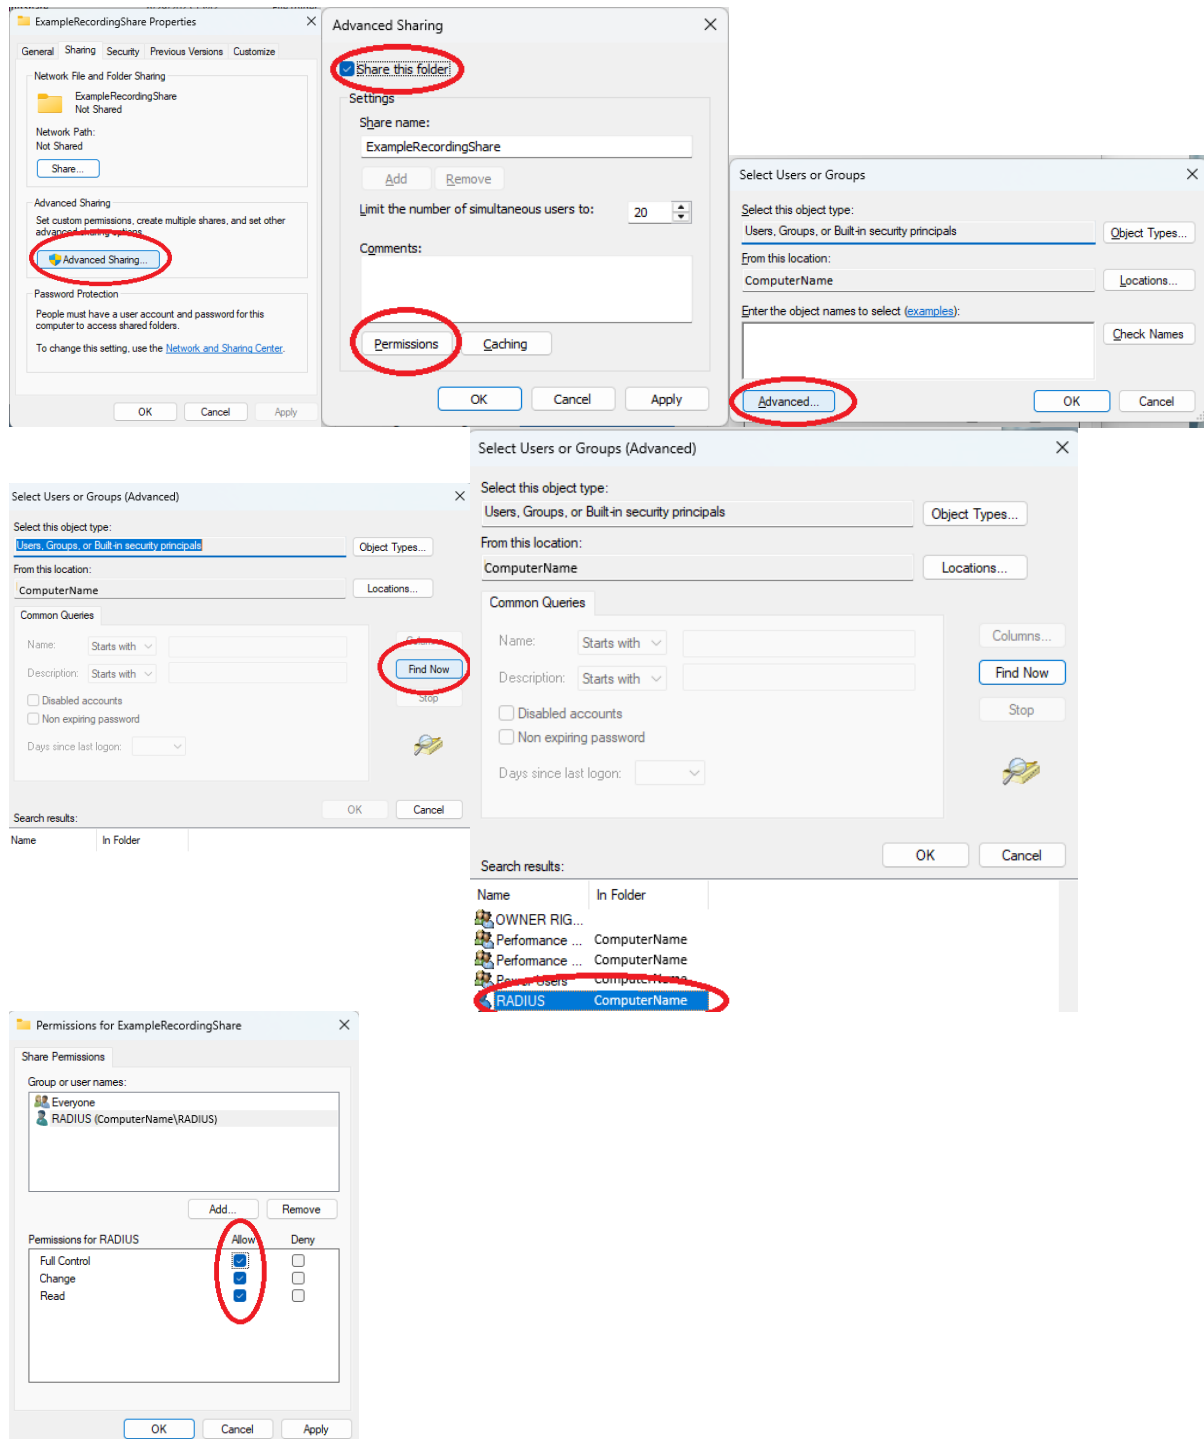 ExampleRecordingShare Properties
General Sharing Security Previous Versions Customize
Network File and Folder Sharing
ExampleRecordingShare
Not Shared
Network Path:
Not Shared
Share...
Advanced Sharing
Set custom permissions, create multiple shares, and set other
advanced sharing options.
Advanced Sharing...
Password Protection
People must have a user account and password for this
computer to access shared folders.
To change this setting, use the Network and Sharing Center.
OK Cancel Apply
Advanced Sharing
Share this folder
Settings
Share name:
ExampleRecordingShare
Add Remove
Limit the number of simultaneous users to: 20
Comments:
Permissions Caching
OK Cancel Apply
Select Users or Groups
Select this object type:
Users, Groups, or Built-in security principals Object Types...
From this location:
ComputerName Locations...
Enter the object names to select (examples):
Check Names
Advanced... OK Cancel
Select Users or Groups (Advanced)
Select this object type:
Users, Groups, or Built-in security principals Object Types...
From this location:
ComputerName Locations...
Common Queries
Name: Starts with Columns...
Description: Starts with Find Now
Disabled accounts Stop
Non expiring password
Days since last logon:
OK Cancel
Search results:
Name In Folder
Select Users or Groups (Advanced)
Select this object type:
Users, Groups, or Built-in security principals Object Types...
From this location:
ComputerName Locations...
Common Queries
Name: Starts with Columns...
Description: Starts with Find Now
Disabled accounts Stop
Non expiring password
Days since last logon:
OK Cancel
Search results:
Name In Folder
OWNER RIG...
Performance ... ComputerName
Performance ... ComputerName
Power Users ComputerName
RADIUS ComputerName
Permissions for ExampleRecordingShare
Share Permissions
Group or user names:
Everyone
RADIUS (ComputerName\RADIUS)
Add... Remove
Permissions for RADIUS Allow Deny
Full Control
Change
Read
OK Cancel Apply